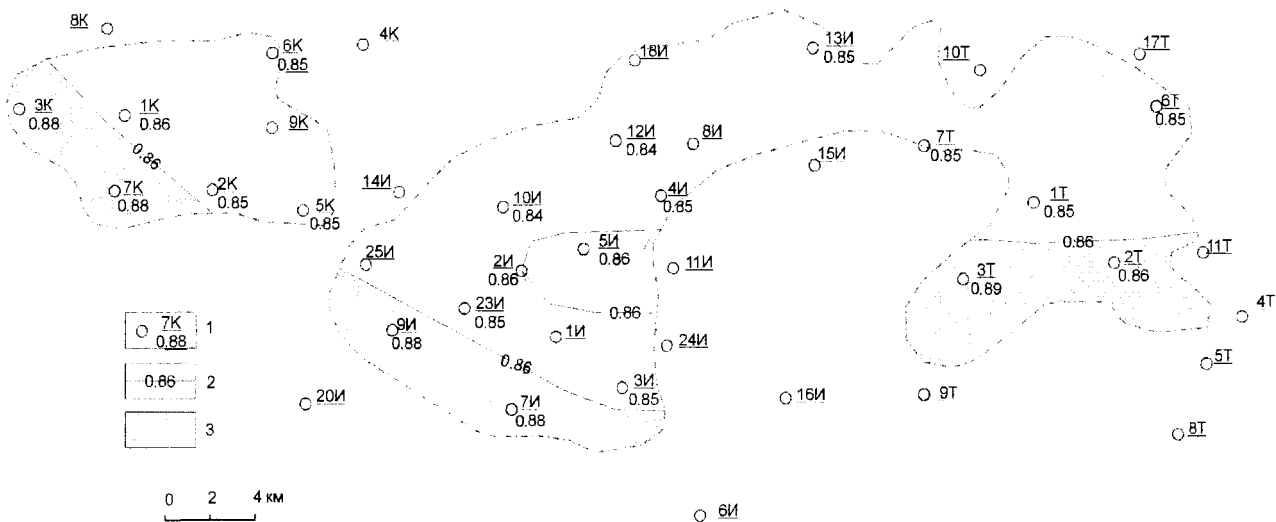 8К
6К
0.85
4К
18И
13И
0.85
10Т
17Т
3К
0.88
1К
0.86
9К
0.86
12И
0.84
8И
15И
7Т
0.85
6Т
0.85
7К
0.88
2К
0.85
5К
0.85
14И
10И
0.84
4И
0.85
1Т
0.85
25И
2И
0.86
5И
0.86
11И
0.86
3Т
0.89
2Т
0.86
11Т
23И
0.85
0.86
4Т
9И
0.88
1И
24И
0.86
5Т
3И
0.85
20И
7И
0.88
16И
9Т
8Т
6И
7К
0.88
1
0.86
2
3
0 2 4 км